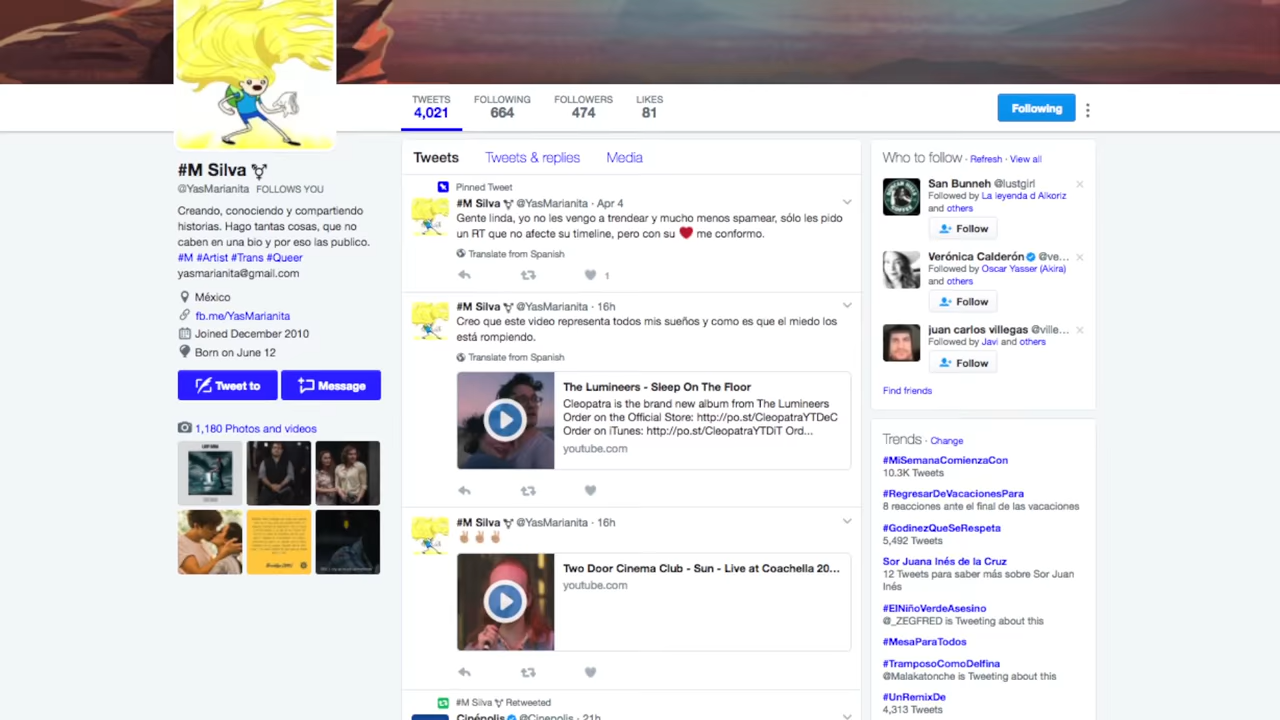 TWEETS
4,021
FOLLOWING
664
FOLLOWERS
474
LIKES
81
Following
#M Silva
@YasMarianita FOLLOWS YOU
Creando, conociendo y compartiendo
historias. Hago tantas cosas, que no
caben en una bio y por eso las publico.
#M #Artist #Trans #Queer
yasmarianita@gmail.com
México
fb.me/YasMarianita
Joined December 2010
Born on June 12
Tweet to
Message
1,180 Photos and videos
Tweets
Tweets & replies
Media
Pinned Tweet
#M Silva @YasMarianita · Apr 4
Gente linda, yo no les vengo a trendear y mucho menos spamear, sólo les pido
un RT que no afecte su timeline, pero con su ❤ me conformo.
Translate from Spanish
1
#M Silva @YasMarianita · 16h
Creo que este video representa todos mis sueños y como es que el miedo los
está rompiendo.
Translate from Spanish
The Lumineers - Sleep On The Floor
Cleopatra is the brand new album from The Lumineers
Order on the Official Store: http://po.st/CleopatraYTDeC
Order on iTunes: http://po.st/CleopatraYTDiT Ord...
youtube.com
#M Silva @YasMarianita · 16h
Two Door Cinema Club - Sun - Live at Coachella 20...
youtube.com
#M Silva Retweeted
Cinépolis @Cinepolis · 21h
Who to follow · Refresh · View all
San Bunneh @lustgirl
Followed by La leyenda d Alkoriz
and others
Follow
Verónica Calderón @ve...
Followed by Oscar Yasser (Akira)
and others
Follow
juan carlos villegas @ville...
Followed by Javi and others
Follow
Find friends
Trends · Change
#MiSemanaComienzaCon
10.3K Tweets
#RegresarDeVacacionesPara
8 reacciones ante el final de las vacaciones
#GodinezQueSeRespeta
5,492 Tweets
Sor Juana Inés de la Cruz
12 Tweets para saber más sobre Sor Juan
Inés
#ElNiñoVerdeAsesino
@_ZEGFRED is Tweeting about this
#MesaParaTodos
#TramposoComoDelfina
@Malakatonche is Tweeting about this
#UnRemixDe
4,313 Tweets